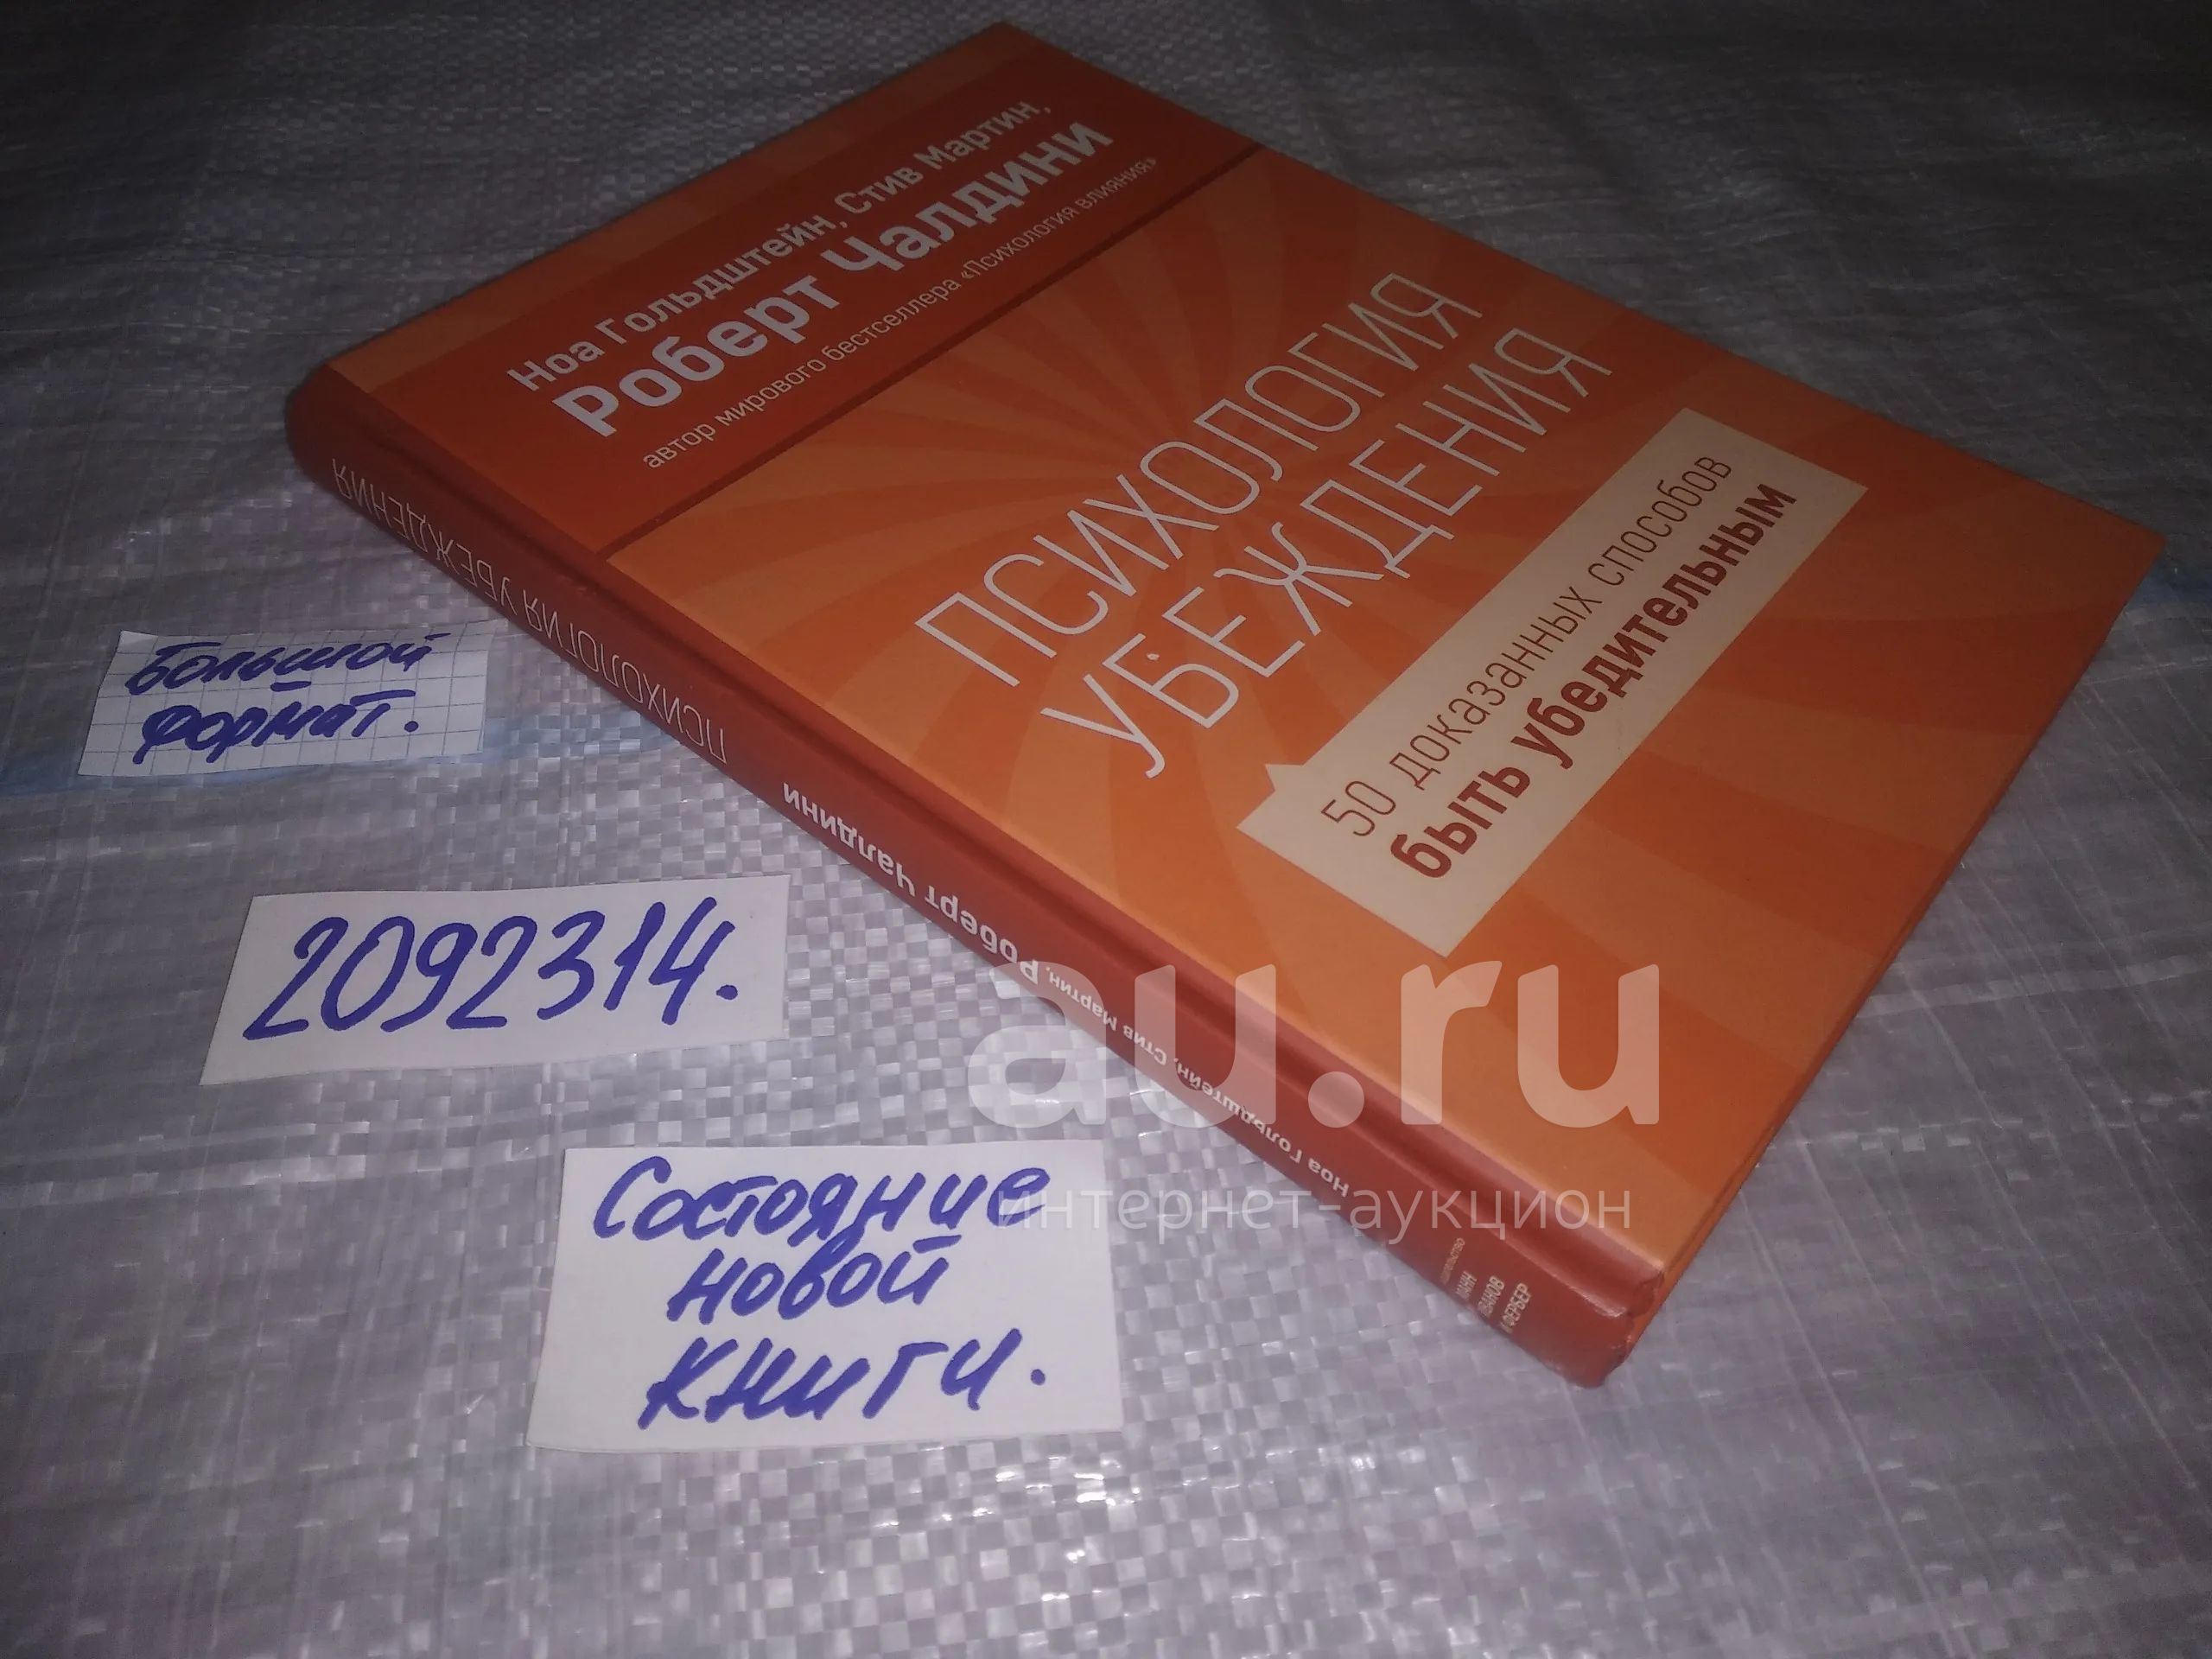 Ноа Гольдштейн, Стив Мартин,
Роберт Чалдини
автор мирового бестселлера «Психология влияния»
ПСИХОЛОГИЯ
УБЕЖДЕНИЯ
50 доказанных способов
быть убедительным
ПСИХОЛОГИЯ УБЕЖДЕНИЯ
Ноа Гольдштейн, Стив Мартин, Роберт Чалдини
ФЕРБЕР
Большой
формат.
2092314.
Состояние
новой
книги.
au.ru
интернет-аукцион